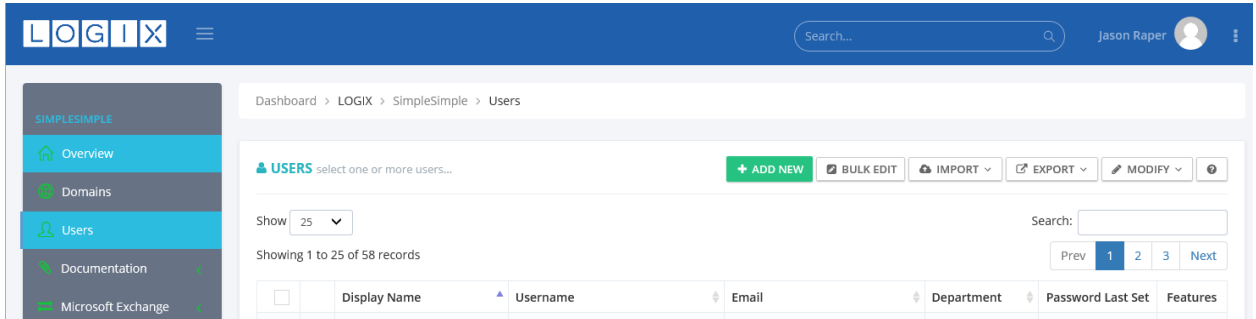 LOGIX
Search...
Jason Raper
SIMPLESIMPLE
Overview
Domains
Users
Documentation
Microsoft Exchange
Dashboard > LOGIX > SimpleSimple > Users
USERS select one or more users...
+ ADD NEW
BULK EDIT
IMPORT
EXPORT
MODIFY
?
Show 25
Search:
Showing 1 to 25 of 58 records
Prev 1 2 3 Next
Display Name Username Email Department Password Last Set Features